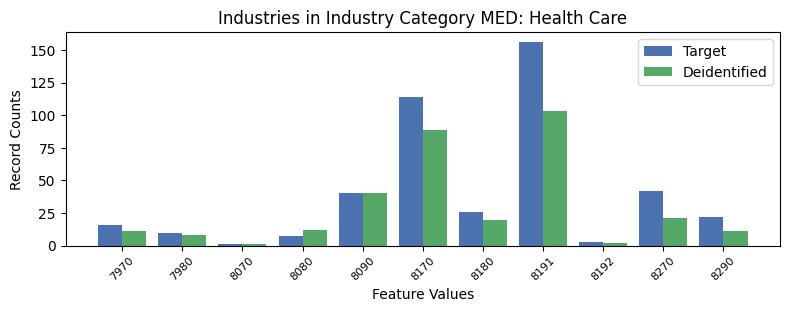 Industries in Industry Category MED: Health Care
Target
Deidentified
Record Counts
150
125
100
75
50
25
0
7970 7980 8070 8080 8090 8170 8180 8191 8192 8270 8290
Feature Values